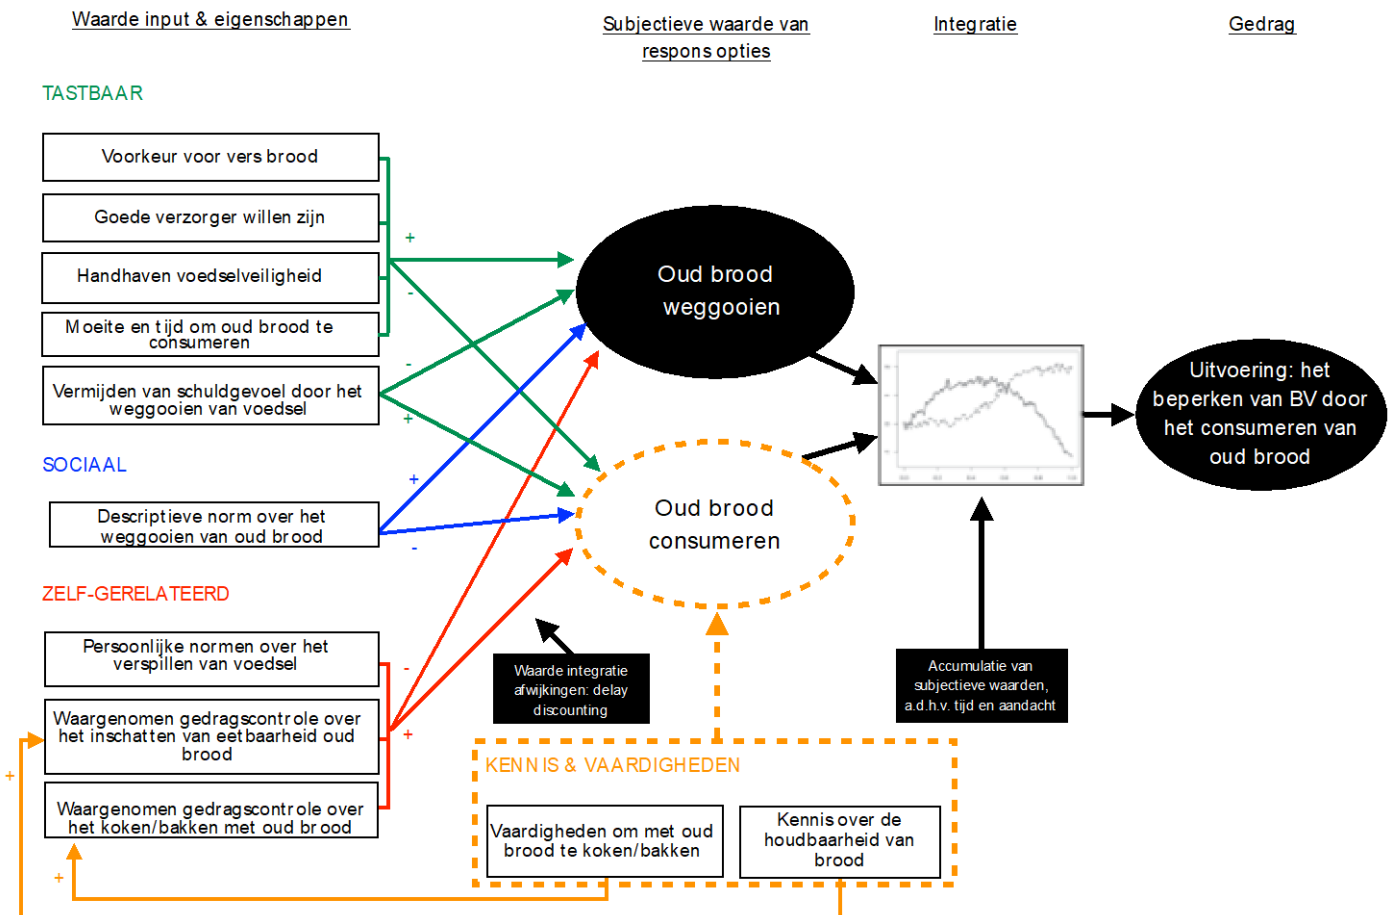 Waarde input & eigenschappen
Subjectieve waarde van
respons opties
Integratie
Gedrag
TASTBAAR
Voorkeur voor vers brood
Goede verzorger willen zijn
Handhaven voedselveiligheid
Moeite en tijd om oud brood te
consumeren
Vermijden van schuldgevoel door het
weggooien van voedsel
+
-
-
+
SOCIAAL
Descriptieve norm over het
weggooien van oud brood
+
-
ZELF-GERELATEERD
Persoonlijke normen over het
verspillen van voedsel
Waargenomen gedragscontrole over
het inschatten van eetbaarheid oud
brood
Waargenomen gedragscontrole over
het koken/bakken met oud brood
-
+
+
+
Oud brood
weggooien
Oud brood
consumeren
Waarde integratie
afwijkingen: delay
discounting
KENNIS & VAARDIGHEDEN
Vaardigheden om met oud
brood te koken/bakken
Kennis over de
houdbaarheid van
brood
Accumulatie van
subjectieve waarden,
a.d.h.v. tijd en aandacht
Uitvoering: het
beperken van BV door
het consumeren van
oud brood